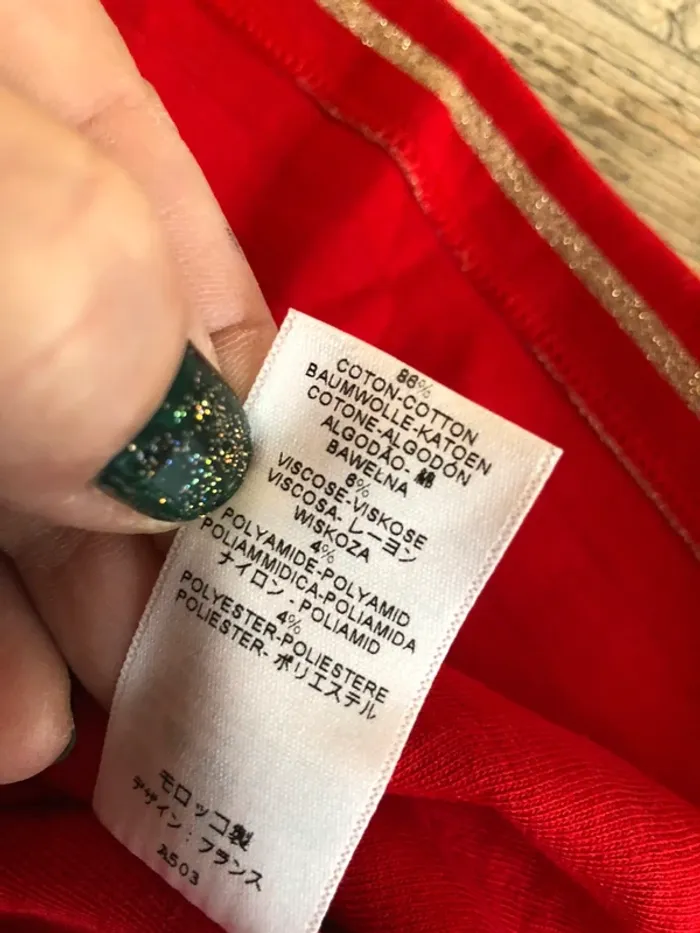 86%
COTON-COTTON
BAUMWOLLE-KATOEN
COTONE-ALGODÓN
ALGODÃO- 綿
BAWEŁNA
6%
VISCOSE-VISKOSE
VISCOSA- レーヨン
WISKOZA
4%
POLYAMIDE-POLYAMID
POLIAMMIDICA-POLIAMIDA
ナイロン - POLIAMID
4%
POLYESTER-POLIESTERE
POLIESTER- ポリエステル
モロッコ製
デザイン : フランス
A503